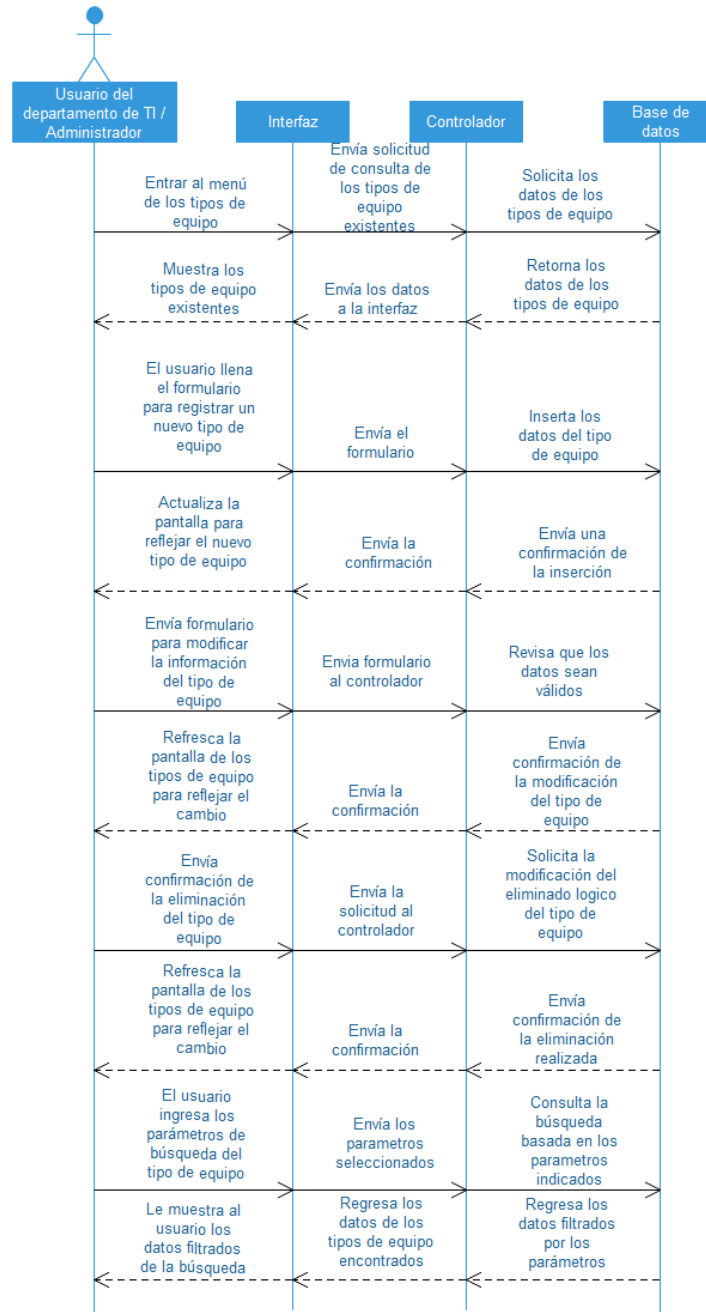 Usuario del
departamento de TI /
Administrador
Interfaz
Controlador
Base de
datos
Entrar al menú
de los tipos de
equipo
Envía solicitud
de consulta de
los tipos de
equipo
existentes
Solicita los
datos de los
tipos de equipo
Muestra los
tipos de equipo
existentes
Envía los datos
a la interfaz
Retorna los
datos de los
tipos de equipo
El usuario llena
el formulario
para registrar un
nuevo tipo de
equipo
Envía el
formulario
Inserta los
datos del tipo
de equipo
Actualiza la
pantalla para
reflejar el nuevo
tipo de equipo
Envía la
confirmación
Envía una
confirmación de
la inserción
Envía formulario
para modificar
la información
del tipo de
equipo
Envia formulario
al controlador
Revisa que los
datos sean
válidos
Refresca la
pantalla de los
tipos de equipo
para reflejar el
cambio
Envía la
confirmación
Envía
confirmación de
la modificación
del tipo de
equipo
Envía
confirmación de
la eliminación
del tipo de
equipo
Envía la
solicitud al
controlador
Solicita la
modificación del
eliminado logico
del tipo de
equipo
Refresca la
pantalla de los
tipos de equipo
para reflejar el
cambio
Envía la
confirmación
Envía
confirmación de
la eliminación
realizada
El usuario
ingresa los
parámetros de
búsqueda del
tipo de equipo
Envía los
parametros
seleccionados
Consulta la
búsqueda
basada en los
parametros
indicados
Le muestra al
usuario los
datos filtrados
de la búsqueda
Regresa los
datos de los
tipos de equipo
encontrados
Regresa los
datos filtrados
por los
parámetros